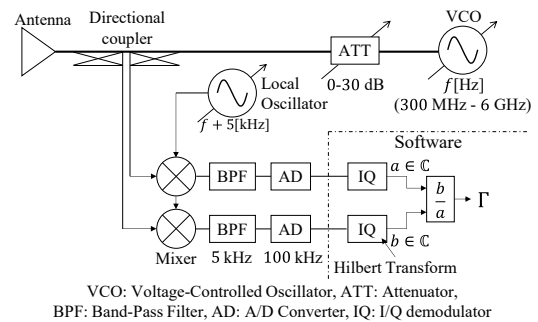 Antenna
Directional
coupler
VCO
ATT
0-30 dB
f[Hz]
(300 MHz - 6 GHz)
Local
Oscillator
f + 5[kHz]
Software
BPF
AD
IQ
a ∈ ℂ
b
a
Γ
BPF
AD
IQ
b ∈ ℂ
Mixer
5 kHz
100 kHz
Hilbert Transform
VCO: Voltage-Controlled Oscillator, ATT: Attenuator,
BPF: Band-Pass Filter, AD: A/D Converter, IQ: I/Q demodulator